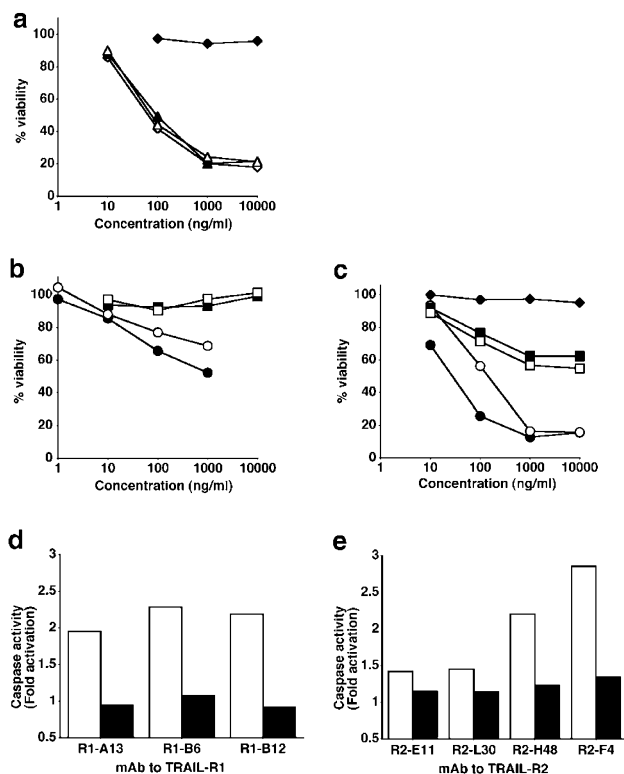 a
100
80
60
40
20
0
% viability
1 10 100 1000 10000
Concentration (ng/ml)
b
100
80
60
40
20
0
% viability
1 10 100 1000 10000
Concentration (ng/ml)
c
100
80
60
40
20
0
% viability
1 10 100 1000 10000
Concentration (ng/ml)
d
3
2.5
2
1.5
1
0.5
Caspase activity
(Fold activation)
R1-A13 R1-B6 R1-B12
mAb to TRAIL-R1
e
3
2.5
2
1.5
1
0.5
Caspase activity
(Fold activation)
R2-E11 R2-L30 R2-H48 R2-F4
mAb to TRAIL-R2